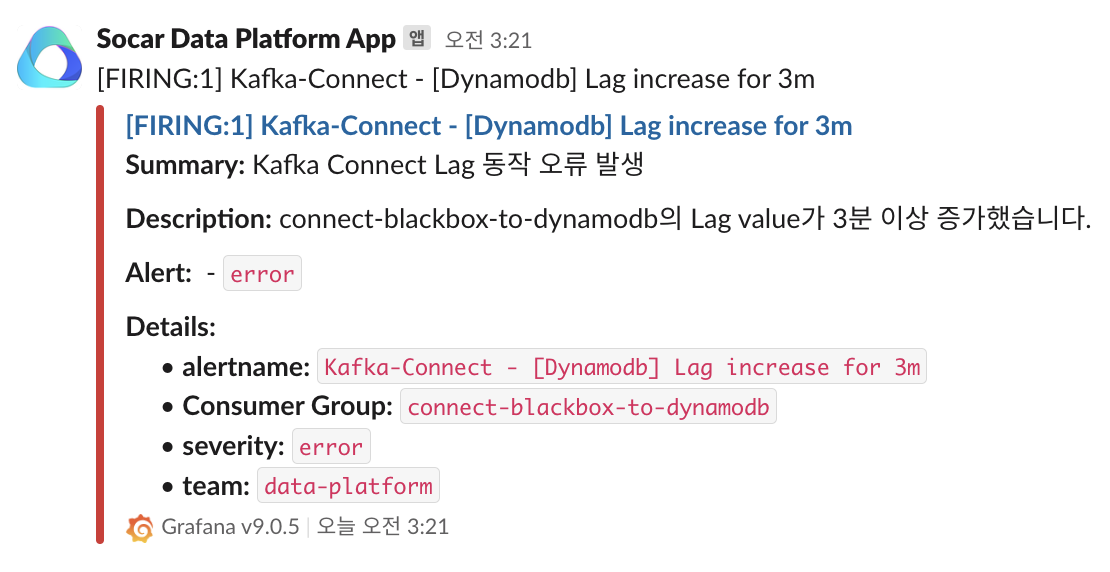 Socar Data Platform App 앱 오전 3:21
[FIRING:1] Kafka-Connect - [Dynamodb] Lag increase for 3m
[FIRING:1] Kafka-Connect - [Dynamodb] Lag increase for 3m
Summary: Kafka Connect Lag 동작 오류 발생
Description: connect-blackbox-to-dynamodb의 Lag value가 3분 이상 증가했습니다.
Alert: - error
Details:
• alertname: Kafka-Connect - [Dynamodb] Lag increase for 3m
• Consumer Group: connect-blackbox-to-dynamodb
• severity: error
• team: data-platform
Grafana v9.0.5 | 오늘 오전 3:21